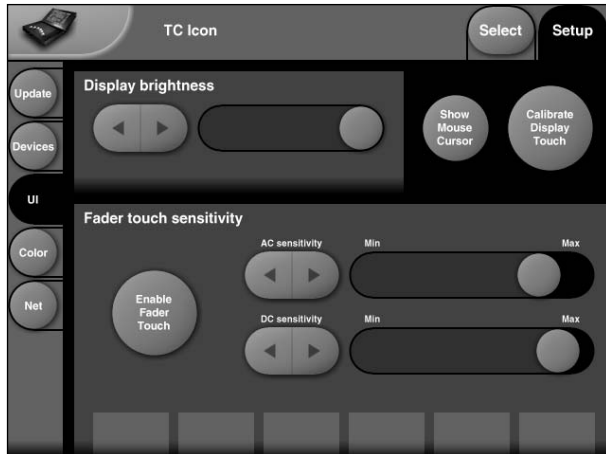 TC Icon
Select
Setup
Update
Devices
UI
Color
Net
Display brightness
Show
Mouse
Cursor
Calibrate
Display
Touch
Fader touch sensitivity
Enable
Fader
Touch
AC sensitivity
Min
Max
DC sensitivity
Min
Max